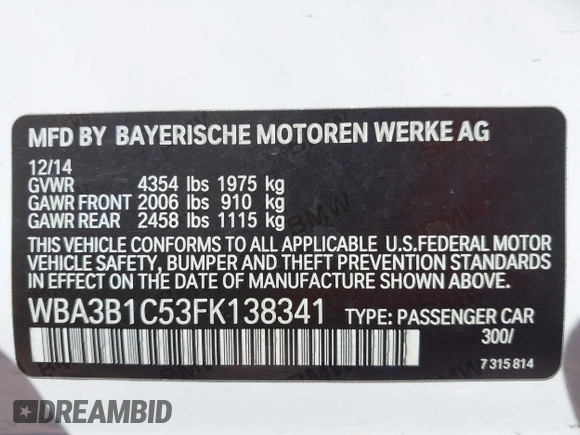 MFD BY BAYERISCHE MOTOREN WERKE AG
12/14
GVWR 4354 lbs 1975 kg
GAWR FRONT 2006 lbs 910 kg
GAWR REAR 2458 lbs 1115 kg
THIS VEHICLE CONFORMS TO ALL APPLICABLE U.S.FEDERAL MOTOR
VEHICLE SAFETY, BUMPER AND THEFT PREVENTION STANDARDS
IN EFFECT ON THE DATE OF MANUFACTURE SHOWN ABOVE.
WBA3B1C53FK138341 TYPE: PASSENGER CAR
300/
7 315 814
DREAMBID